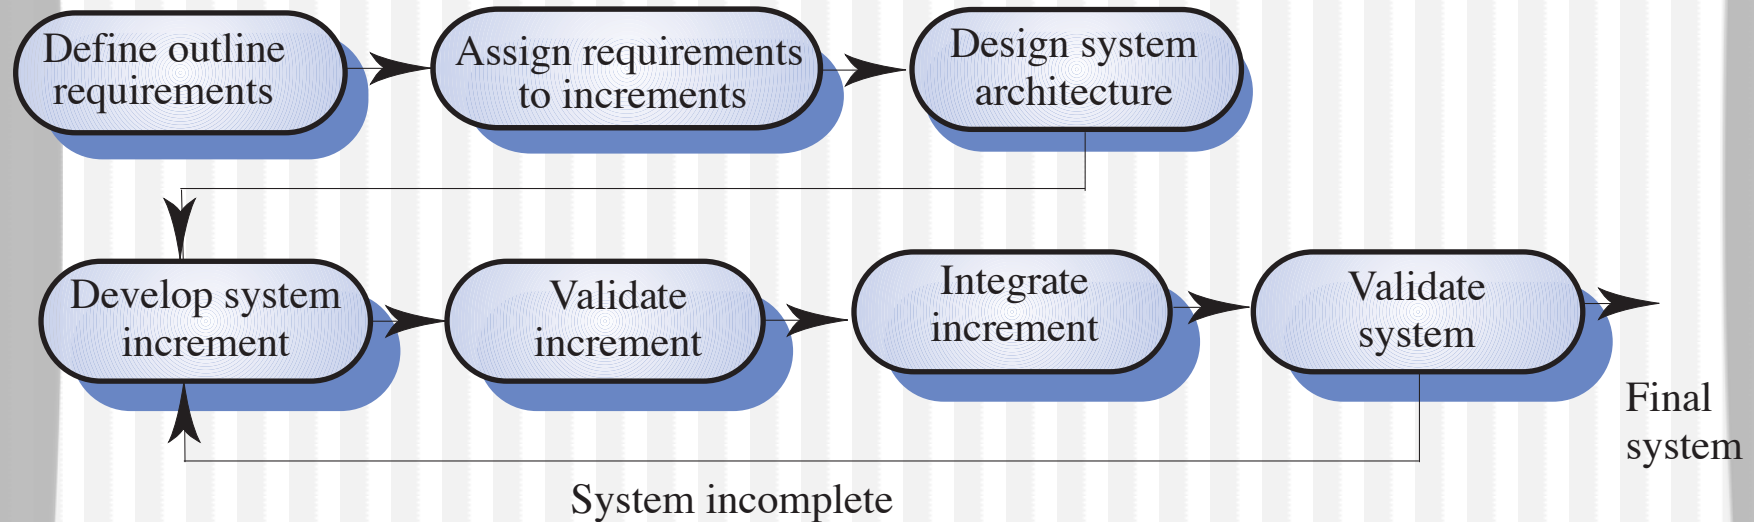 Define outline
requirements
Assign requirements
to increments
Design system
architecture
Develop system
increment
Validate
increment
Integrate
increment
Validate
system
Final
system
System incomplete